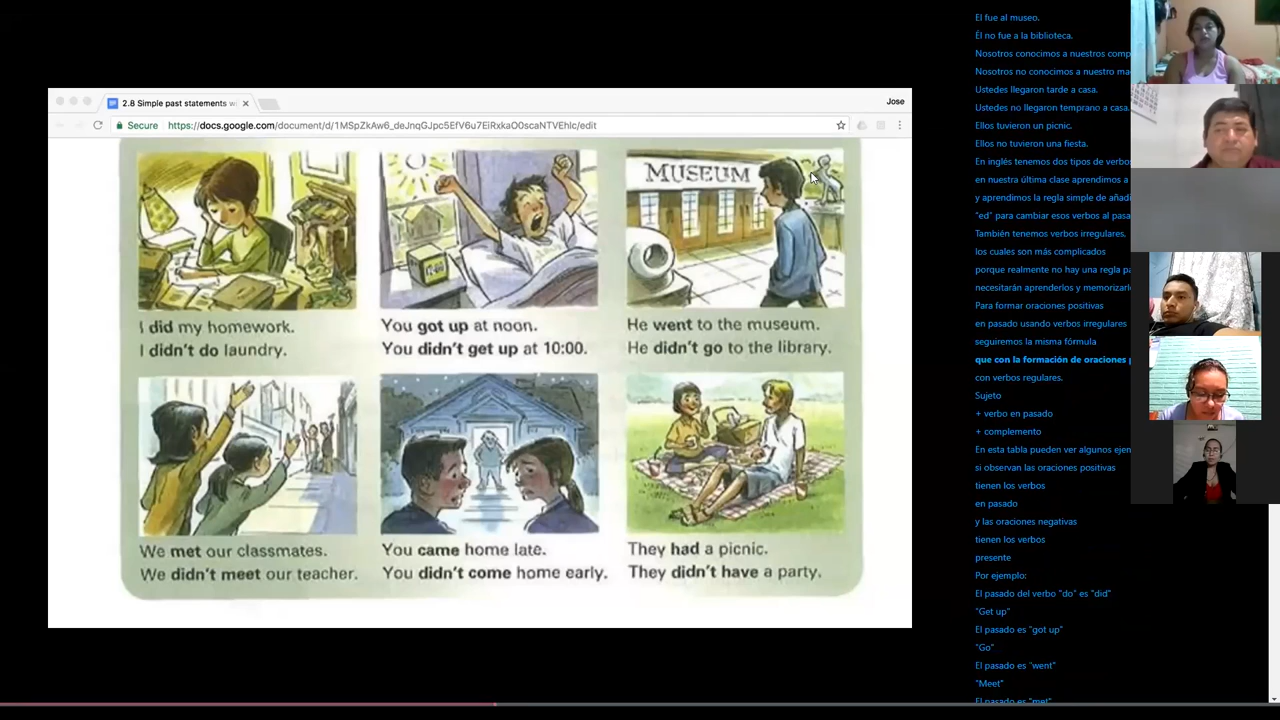 2.8 Simple past statements w
Jose
Secure
https://docs.google.com/document/d/1MSpZkAw6_deJnqGJpc5EfV6u7EiRxkaO0scaNTVEhlc/edit
MUSEUM
I did my homework.
I didn't do laundry.
You got up at noon.
You didn't get up at 10:00.
He went to the museum.
He didn't go to the library.
We met our classmates.
We didn't meet our teacher.
You came home late.
You didn't come home early.
They had a picnic.
They didn't have a party.
El fue al museo.
Él no fue a la biblioteca.
Nosotros conocimos a nuestros comp
Nosotros no conocimos a nuestro ma
Ustedes llegaron tarde a casa.
Ustedes no llegaron temprano a casa.
Ellos tuvieron un picnic.
Ellos no tuvieron una fiesta.
En inglés tenemos dos tipos de verbos
en nuestra última clase aprendimos a
y aprendimos la regla simple de añadi
"ed" para cambiar esos verbos al pasa
También tenemos verbos irregulares,
los cuales son más complicados
porque realmente no hay una regla pa
necesitarán aprenderlos y memorizarl
Para formar oraciones positivas
en pasado usando verbos irregulares
seguiremos la misma fórmula
que con la formación de oraciones p
con verbos regulares.
Sujeto
+ verbo en pasado
+ complemento
En esta tabla pueden ver algunos ejen
si observan las oraciones positivas
tienen los verbos
en pasado
y las oraciones negativas
tienen los verbos
presente
Por ejemplo:
El pasado del verbo "do" es "did"
"Get up"
El pasado es "got up"
"Go"
El pasado es "went"
"Meet"
El pasado es "met"